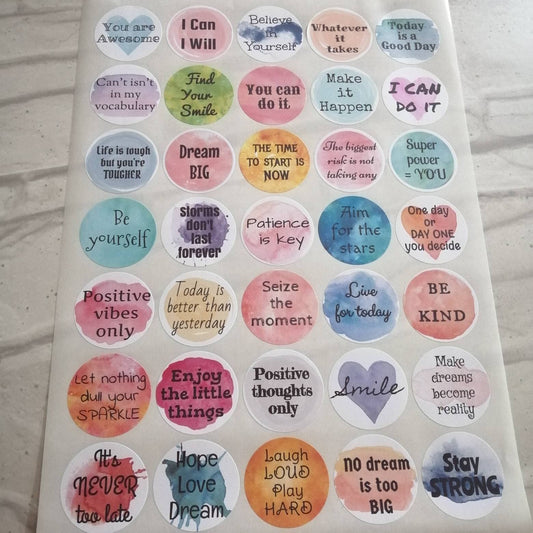 You are
Awesome
I Can
I Will
Believe
in
Yourself
Whatever
it
takes
Today
is a
Good Day
Can't isn't
in my
vocabulary
Find
Your
Smile
You can
do it
Make
it
Happen
I CAN
DO IT
Life is tough
but you're
TOUGHER
Dream
BIG
THE TIME
TO START IS
NOW
The biggest
risk is not
taking any
Super
power
= YOU
Be
yourself
Storms
don't
last
forever
Patience
is key
Aim
for the
stars
One day
or
DAY ONE
you decide
Positive
vibes
only
Today is
better than
yesterday
Seize
the
moment
Live
for today
BE
KIND
Let nothing
dull your
SPARKLE
Enjoy
the little
things
Positive
thoughts
only
Smile
Make
dreams
become
reality
It's
NEVER
too late
Hope
Love
Dream
Laugh
LOUD
Play
HARD
NO dream
is too
BIG
Stay
STRONG